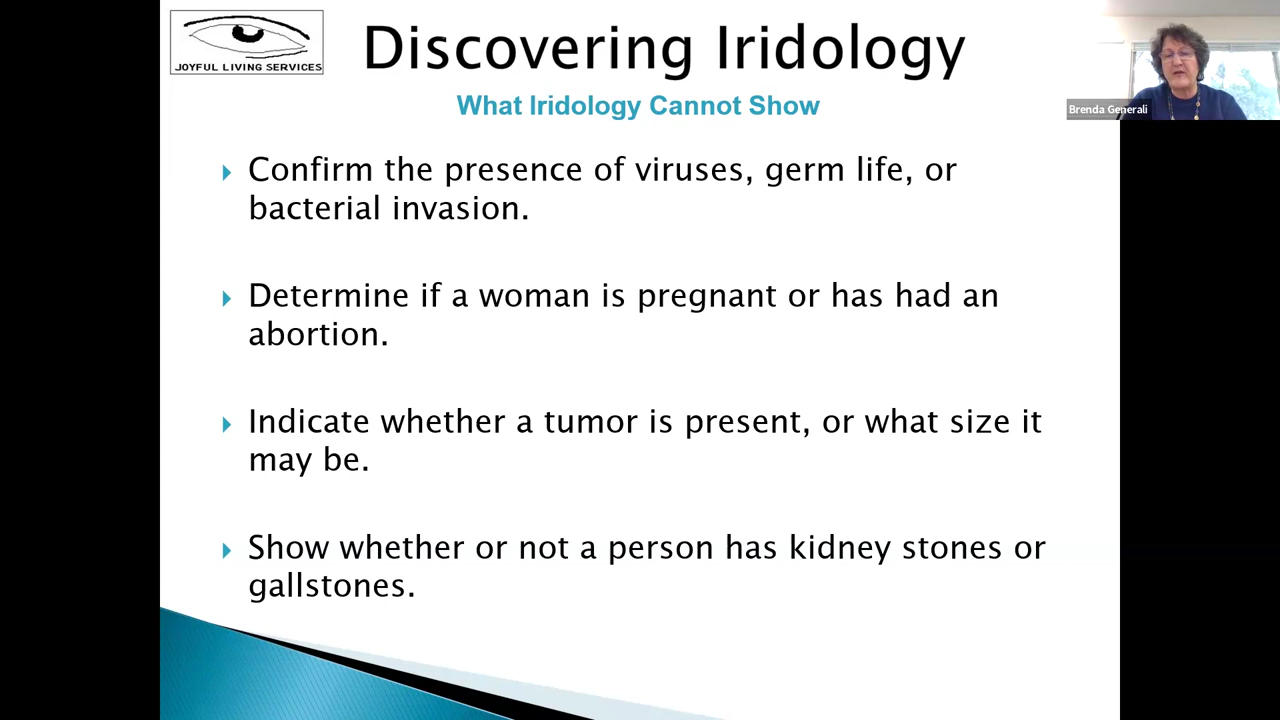 JOYFUL LIVING SERVICES
Discovering Iridology
What Iridology Cannot Show
Brenda Generali
Confirm the presence of viruses, germ life, or
bacterial invasion.
Determine if a woman is pregnant or has had an
abortion.
Indicate whether a tumor is present, or what size it
may be.
Show whether or not a person has kidney stones or
gallstones.